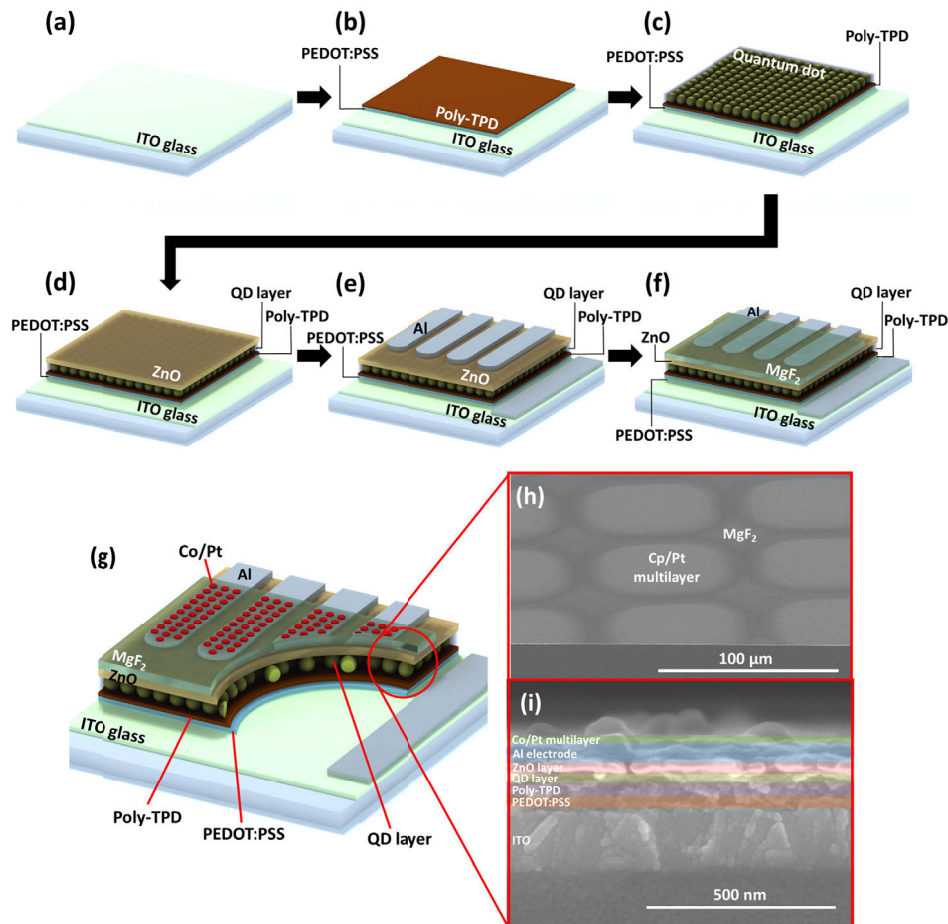 (a)
ITO glass
(b)
PEDOT:PSS
Poly-TPD
ITO glass
(c)
PEDOT:PSS
Poly-TPD
Quantum dot
ITO glass
(d)
QD layer
Poly-TPD
PEDOT:PSS
ZnO
ITO glass
(e)
QD layer
Poly-TPD
PEDOT:PSS
Al
ZnO
ITO glass
(f)
QD layer
Poly-TPD
Al
ZnO
MgF2
ITO glass
PEDOT:PSS
(g)
Co/Pt
Al
MgF2
ZnO
ITO glass
Poly-TPD
PEDOT:PSS
QD layer
(h)
MgF2
Cp/Pt
multilayer
100 μm
(i)
Co/Pt multilayer
Al electrode
ZnO layer
QD layer
Poly-TPD
PEDOT:PSS
ITO
500 nm